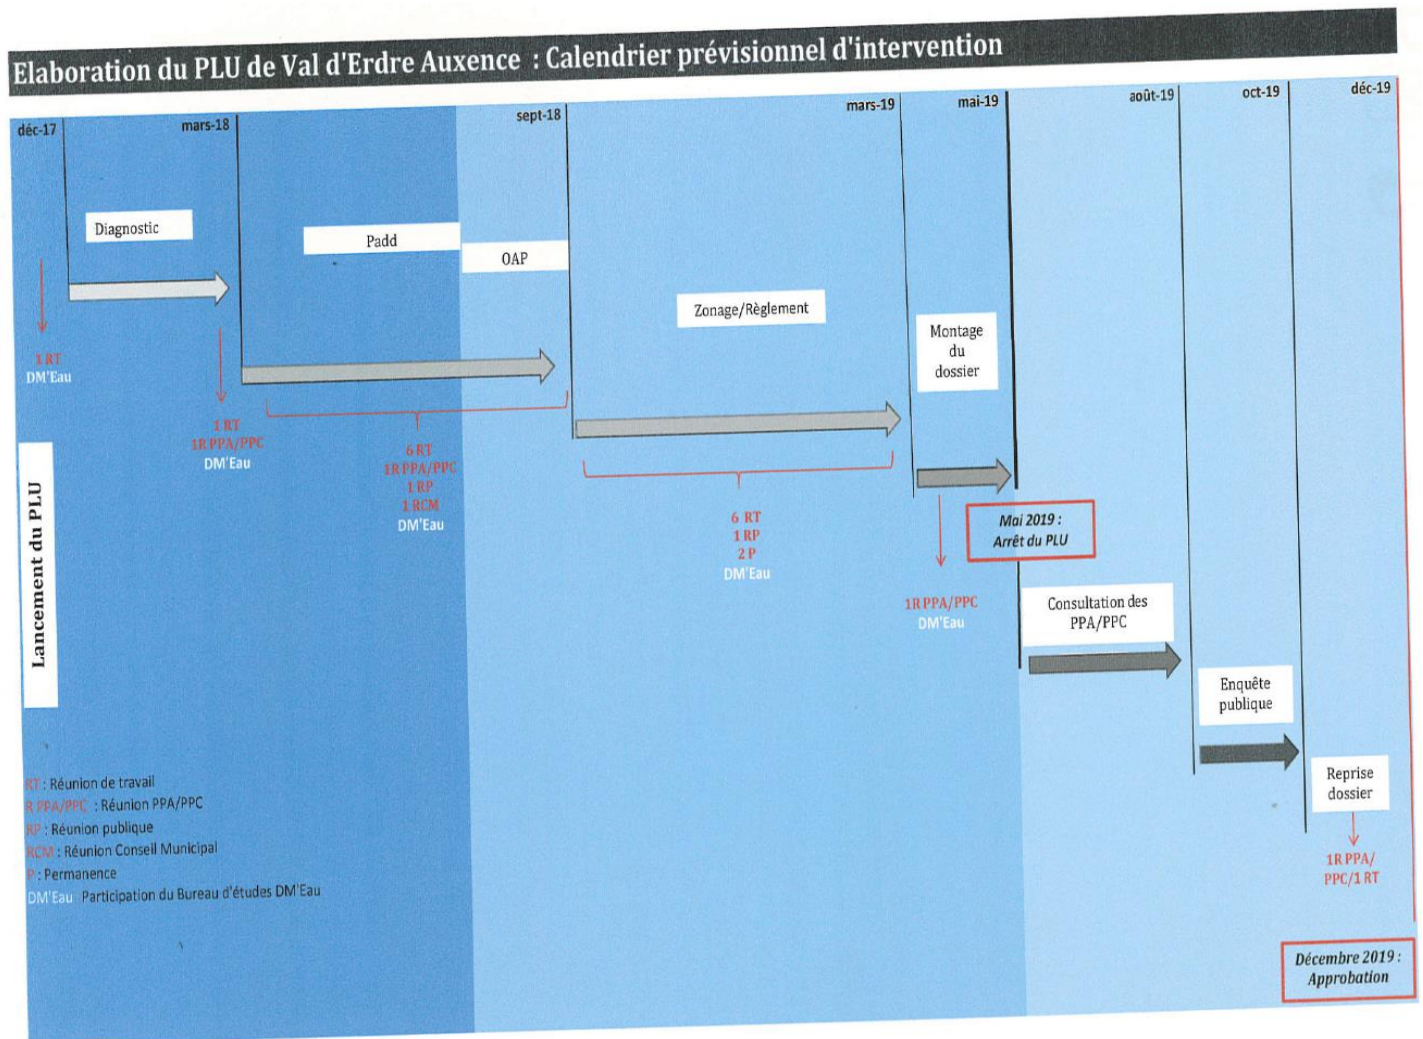 Elaboration du PLU de Val d'Erdre Auxence : Calendrier prévisionnel d'intervention
déc-17
mars-18
sept-18
mars-19
mai-19
août-19
oct-19
déc-19
Diagnostic
Padd
OAP
Zonage/Règlement
Montage
du
dossier
1 RT
DM'Eau
1 RT
1R PPA/PPC
DM'Eau
6 RT
1R PPA/PPC
1 RP
1 RCM
DM'Eau
6 RT
1 RP
2 P
DM'Eau
1R PPA/PPC
DM'Eau
Mai 2019 :
Arrêt du PLU
Lancement du PLU
Consultation des
PPA/PPC
Enquête
publique
Reprise
dossier
1R PPA/
PPC/1 RT
Décembre 2019 :
Approbation
RT : Réunion de travail
R PPA/PPC : Réunion PPA/PPC
RP : Réunion publique
RCM : Réunion Conseil Municipal
P : Permanence
DM'Eau Participation du Bureau d'études DM'Eau